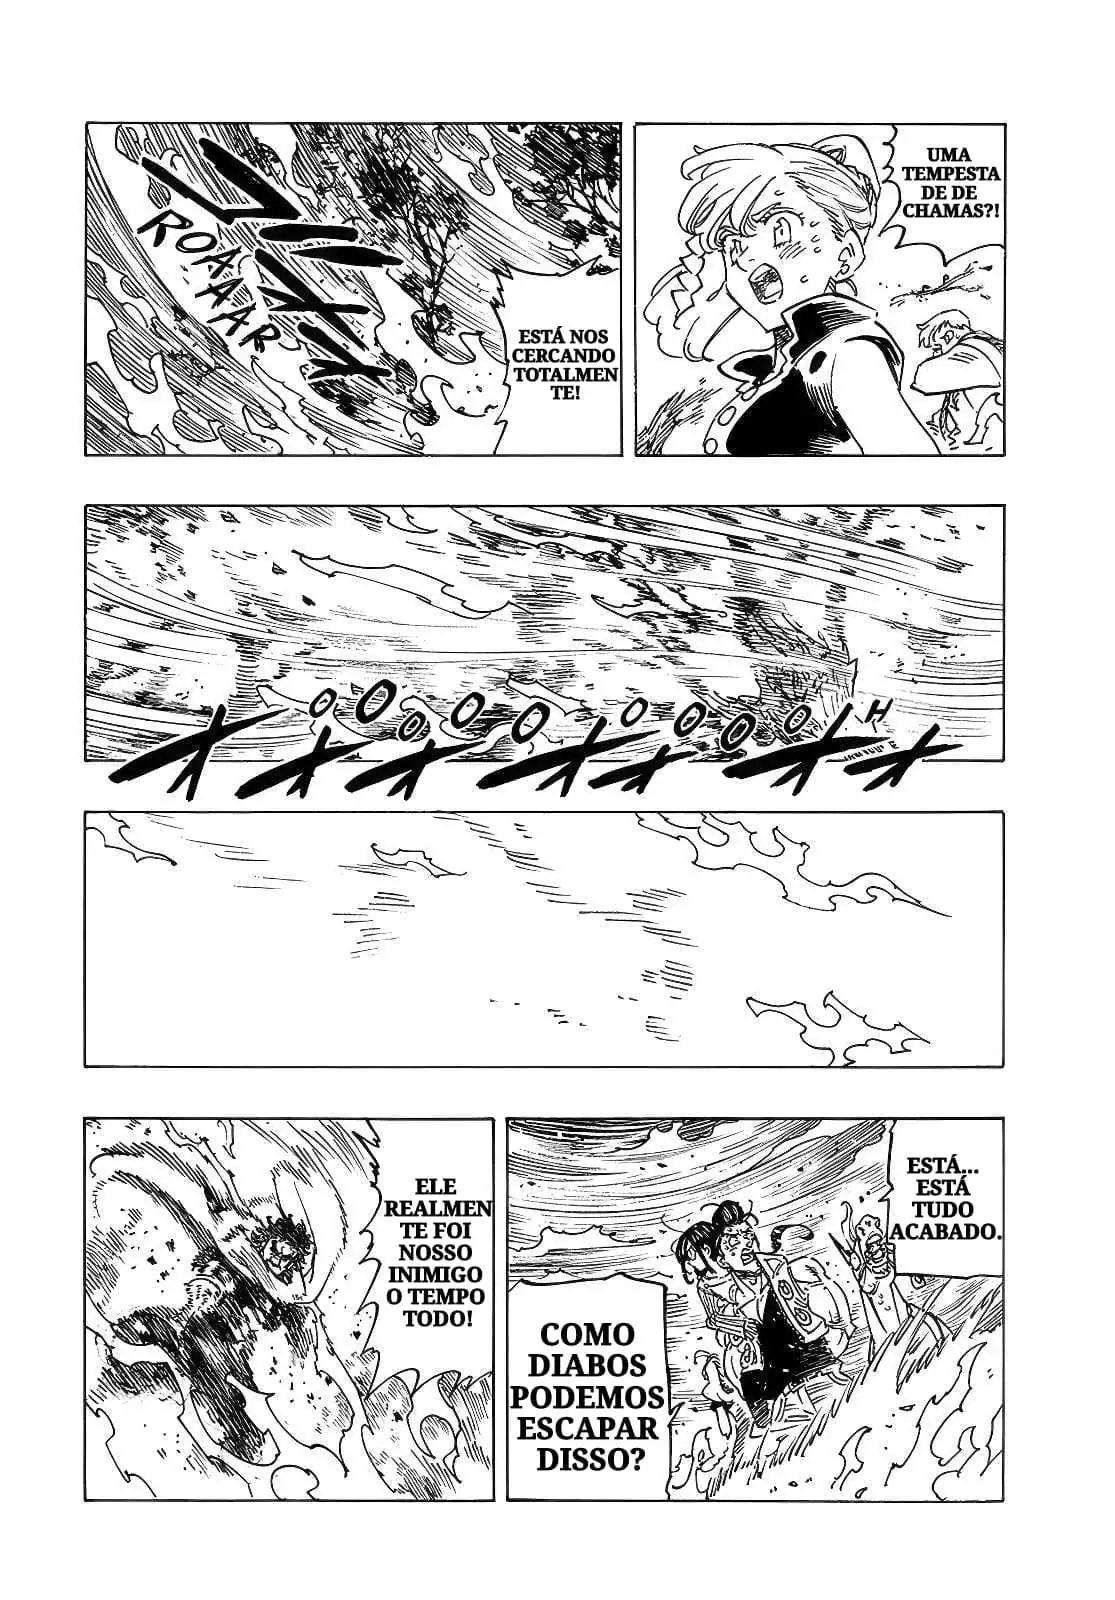 UMA
TEMPESTA
DE DE
CHAMAS?!
ROAAAAR
ESTÁ NOS
CERCANDO
TOTALMEN
TE!
ESTÁ...
ESTÁ
TUDO
ACABADO.
COMO
DIABOS
PODEMOS
ESCAPAR
DISSO?
ELE
REALMEN
TE FOI
NOSSO
INIMIGO
O TEMPO
TODO!